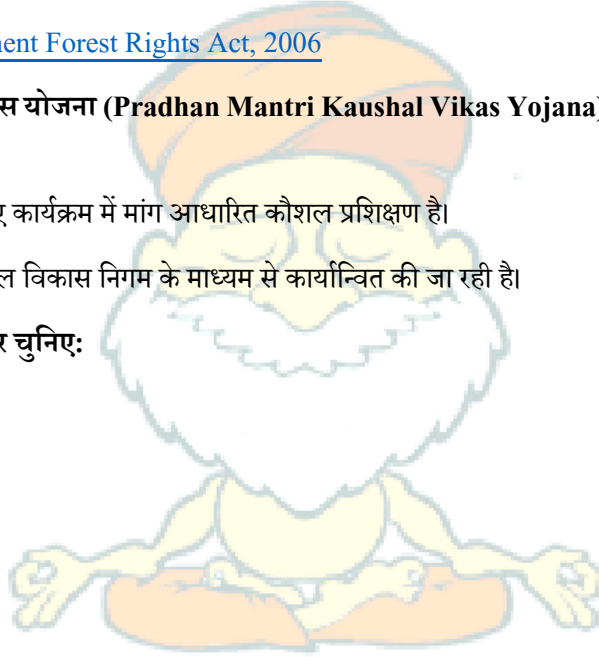 ent Forest Rights Act, 2006
स योजना (Pradhan Mantri Kaushal Vikas Yojana)
कार्यक्रम में मांग आधारित कौशल प्रशिक्षण है।
ल विकास निगम के माध्यम से कार्यान्वित की जा रही है।
र चुनिए: